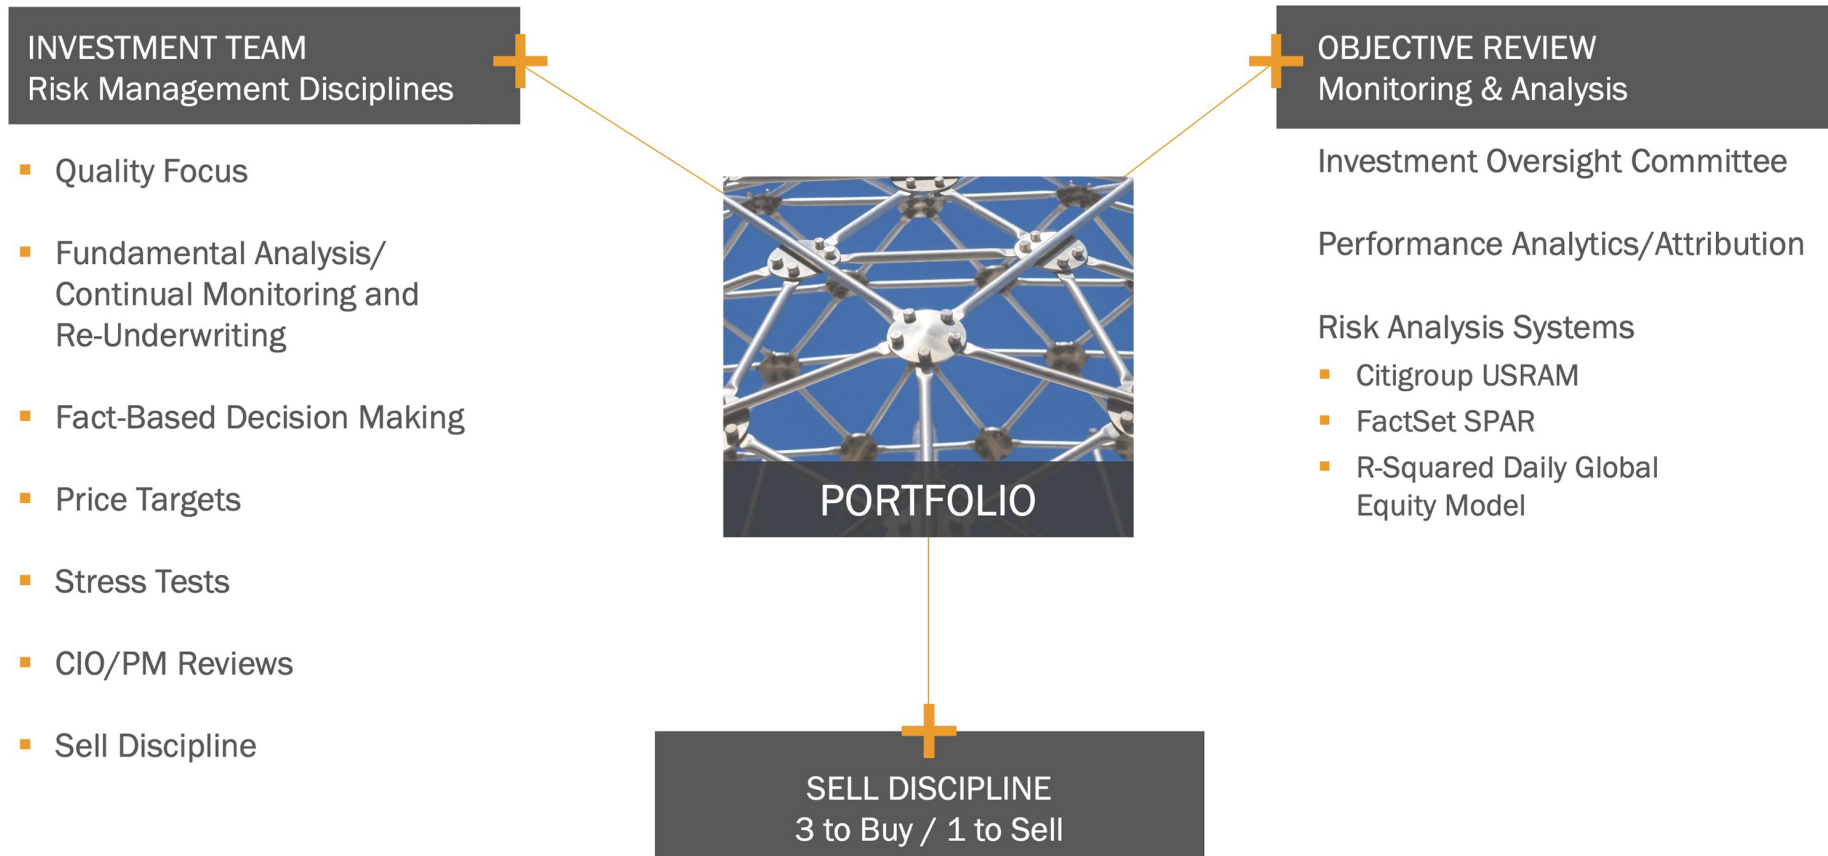 INVESTMENT TEAM
Risk Management Disciplines
Quality Focus
Fundamental Analysis/
Continual Monitoring and
Re-Underwriting
Fact-Based Decision Making
Price Targets
Stress Tests
CIO/PM Reviews
Sell Discipline
PORTFOLIO
OBJECTIVE REVIEW
Monitoring & Analysis
Investment Oversight Committee
Performance Analytics/Attribution
Risk Analysis Systems
Citigroup USRAM
FactSet SPAR
R-Squared Daily Global
Equity Model
SELL DISCIPLINE
3 to Buy / 1 to Sell